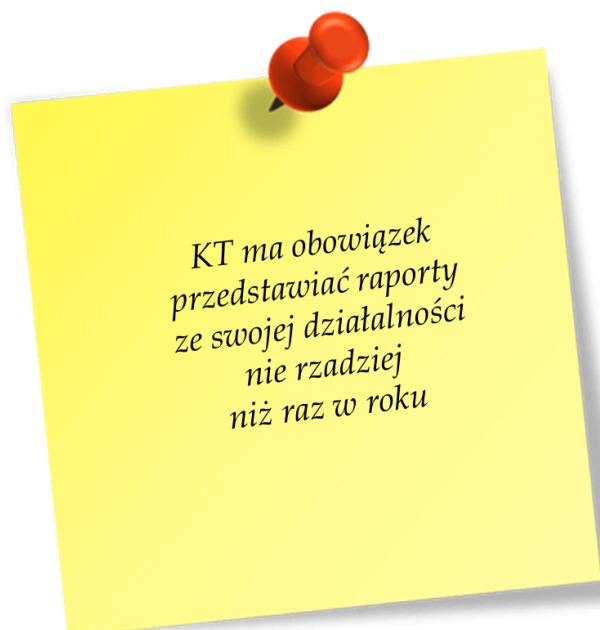 KT ma obowiązek
przedstawiać raporty
ze swojej działalności
nie rzadziej
niż raz w roku